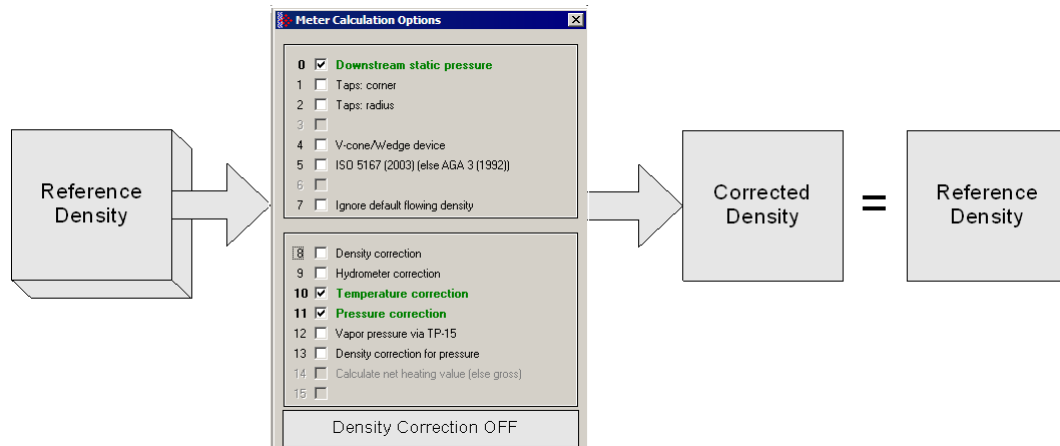 Meter Calculation Options
Reference
Density
0 Downstream static pressure
1 Taps: corner
2 Taps: radius
3
4 V-cone/Wedge device
5 ISO 5167 (2003) (else AGA 3 (1992))
6
7 Ignore default flowing density
8 Density correction
9 Hydrometer correction
10 Temperature correction
11 Pressure correction
12 Vapor pressure via TP-15
13 Density correction for pressure
14 Calculate net heating value (else gross)
15
Density Correction OFF
Corrected
Density
=
Reference
Density